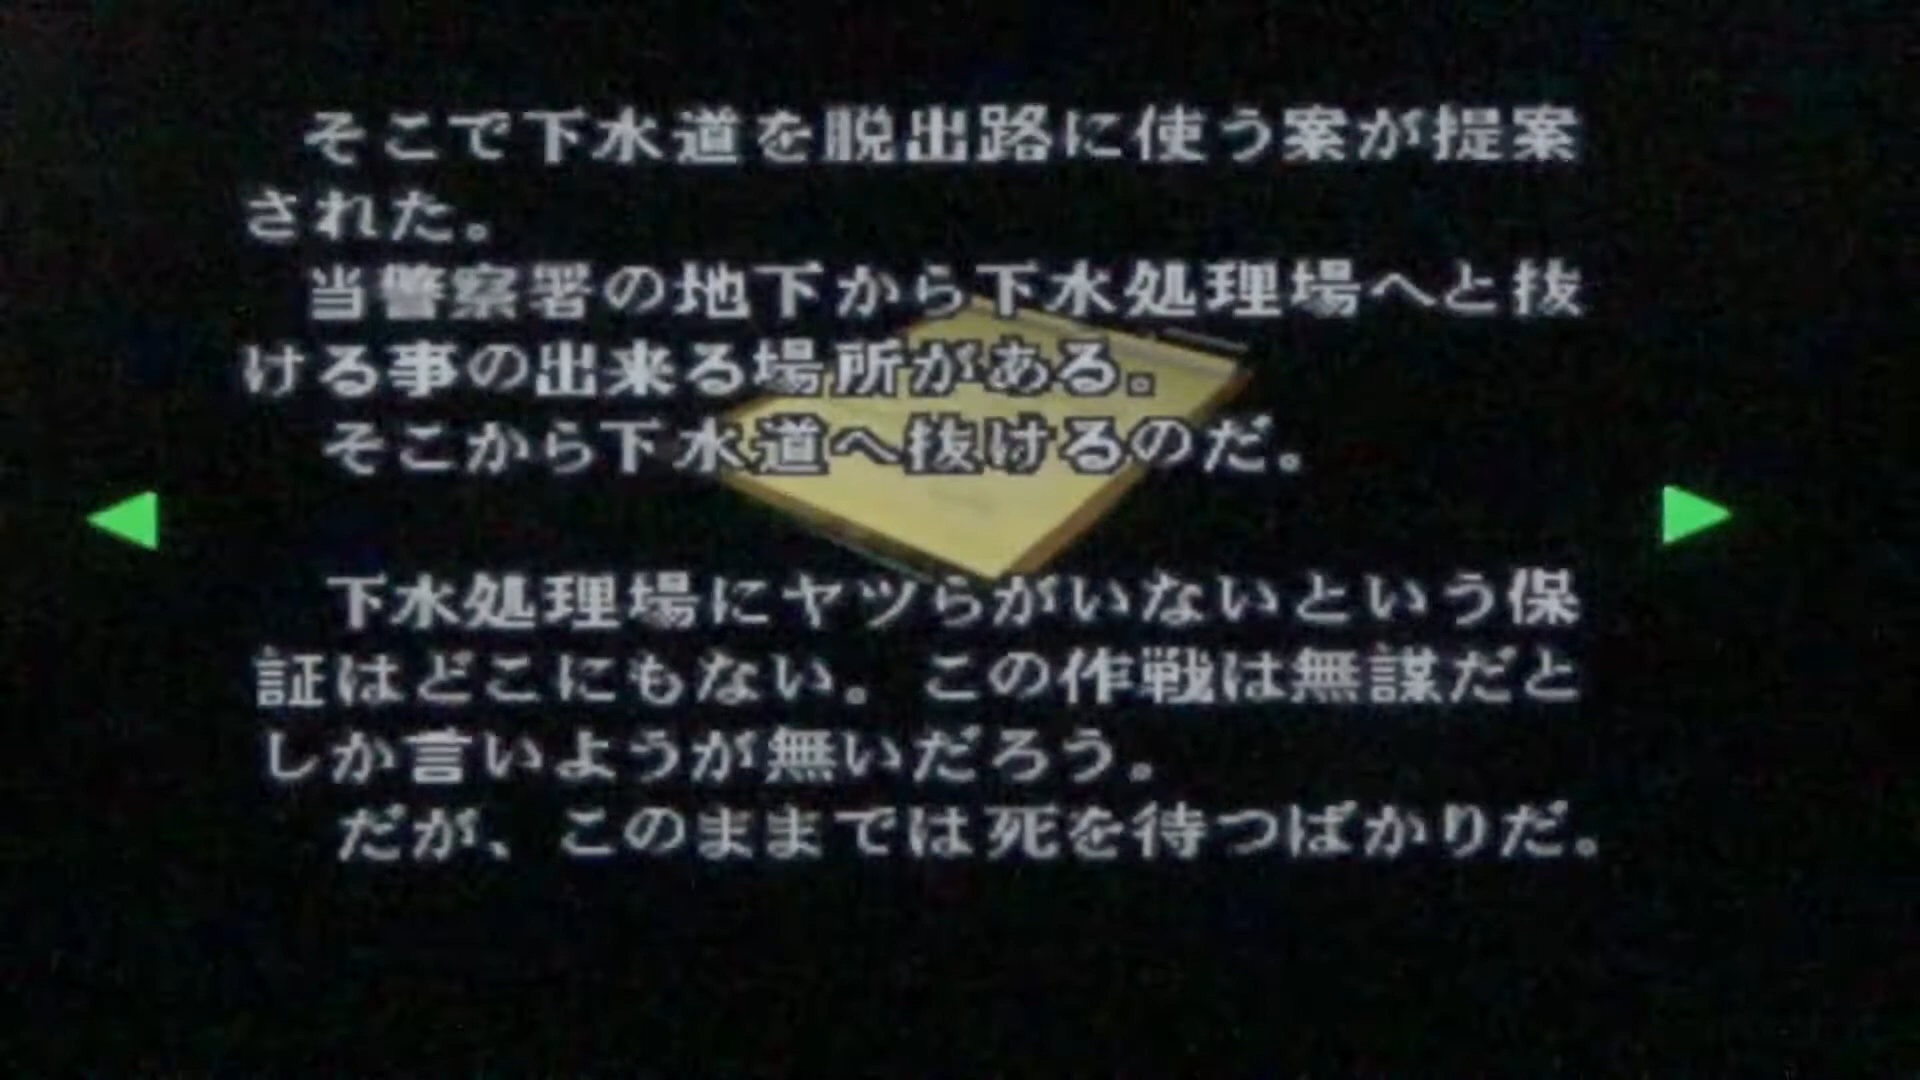 そこで下水道を脱出路に使う案が提案
された。
当警察署の地下から下水処理場へと抜
ける事の出来る場所がある。
そこから下水道へ抜けるのだ。
下水処理場にヤツらがいないという保
証はどこにもない。この作戦は無謀だと
しか言いようが無いだろう。
だが、このままでは死を待つばかりだ。